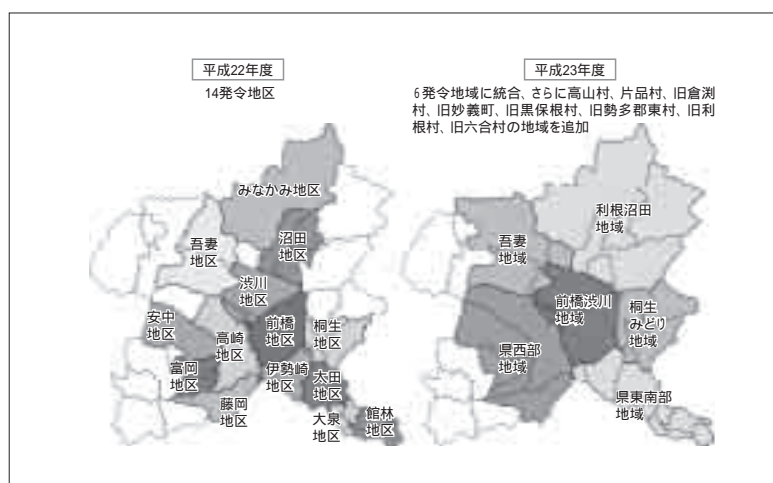 平成22年度
14発令地区
みなかみ地区
吾妻
地区
沼田
地区
渋川
地区
安中
地区
高崎
地区
前橋
地区
桐生
地区
富岡
地区
伊勢崎
地区
太田
地区
藤岡
地区
大泉
地区
館林
地区
平成23年度
6発令地域に統合、さらに高山村、片品村、旧倉渕
村、旧妙義町、旧黒保根村、旧勢多郡東村、旧利
根村、旧六合村の地域を追加
利根沼田
地域
吾妻
地域
前橋渋川
地域
桐生
みどり
地域
県西部
地域
県東南部
地域